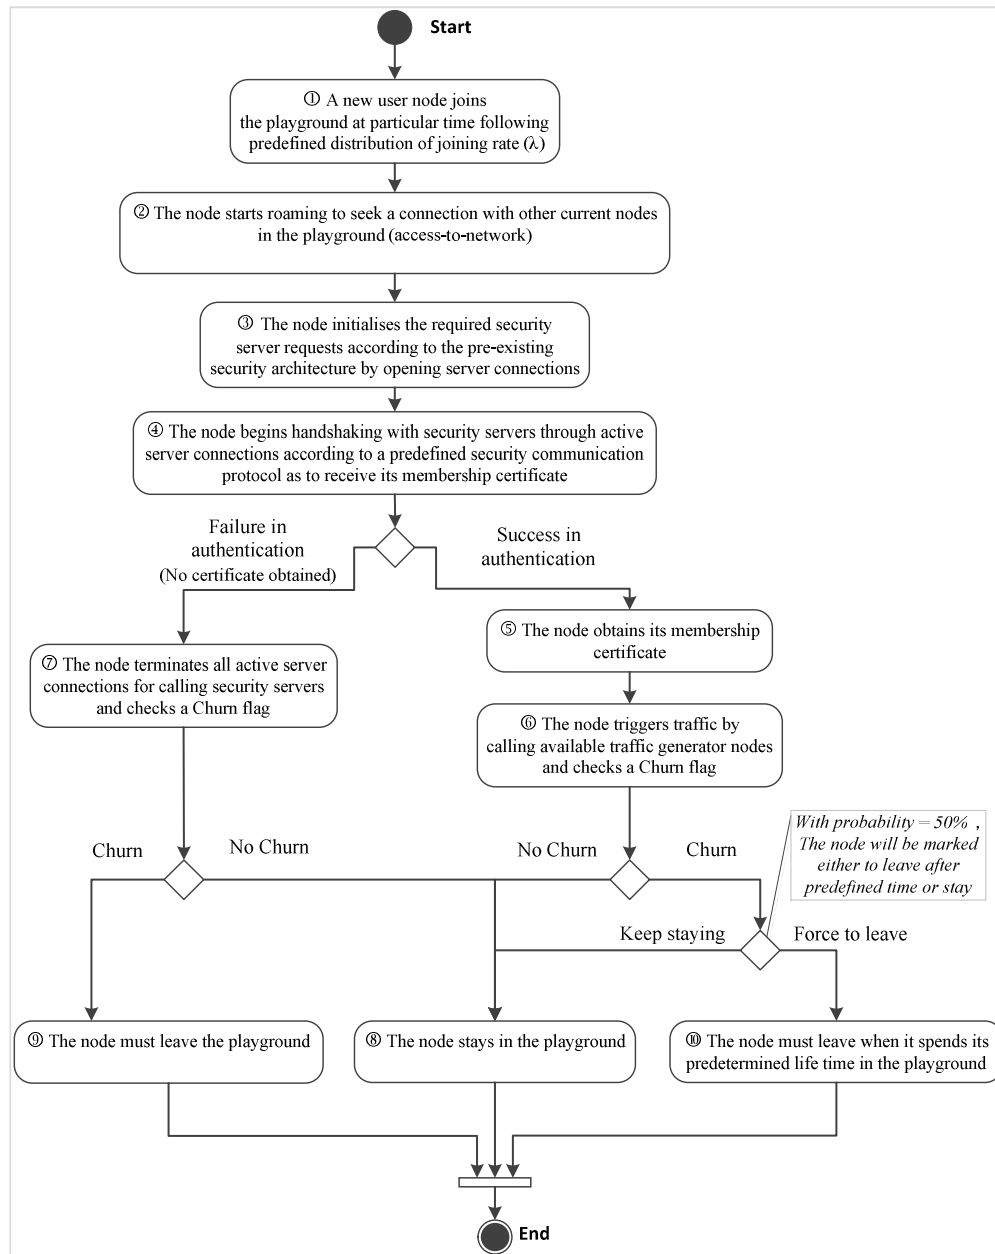 Start
① A new user node joins
the playground at particular time following
predefined distribution of joining rate (λ)
② The node starts roaming to seek a connection with other current nodes
in the playground (access-to-network)
③ The node initialises the required security
server requests according to the pre-existing
security architecture by opening server connections
④ The node begins handshaking with security servers through active
server connections according to a predefined security communication
protocol as to receive its membership certificate
Failure in
authentication
(No certificate obtained)
Success in
authentication
⑤ The node obtains its membership
certificate
⑦ The node terminates all active server
connections for calling security servers
and checks a Churn flag
⑥ The node triggers traffic by
calling available traffic generator nodes
and checks a Churn flag
With probability = 50% ,
The node will be marked
either to leave after
predefined time or stay
Churn
No Churn
No Churn
Churn
Keep staying
Force to leave
⑨ The node must leave the playground
⑧ The node stays in the playground
⑩ The node must leave when it spends its
predetermined life time in the playground
End